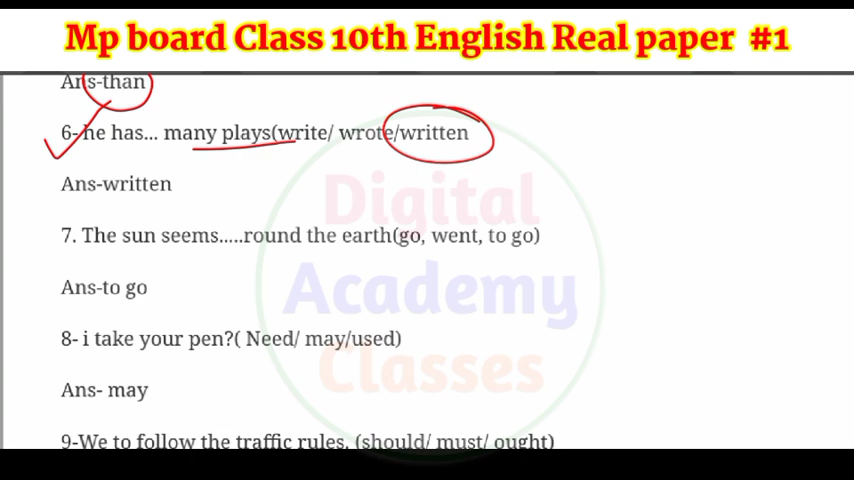 Mp board Class 10th English Real paper #1
Ans-than
6- he has... many plays(write/ wrote/written
Ans-written
7. The sun seems.....round the earth(go, went, to go)
Ans-to go
8- i take your pen?( Need/ may/used)
Ans- may
9-We to follow the traffic rules. (should/ must/ ought)
Digital
Academy
Classes